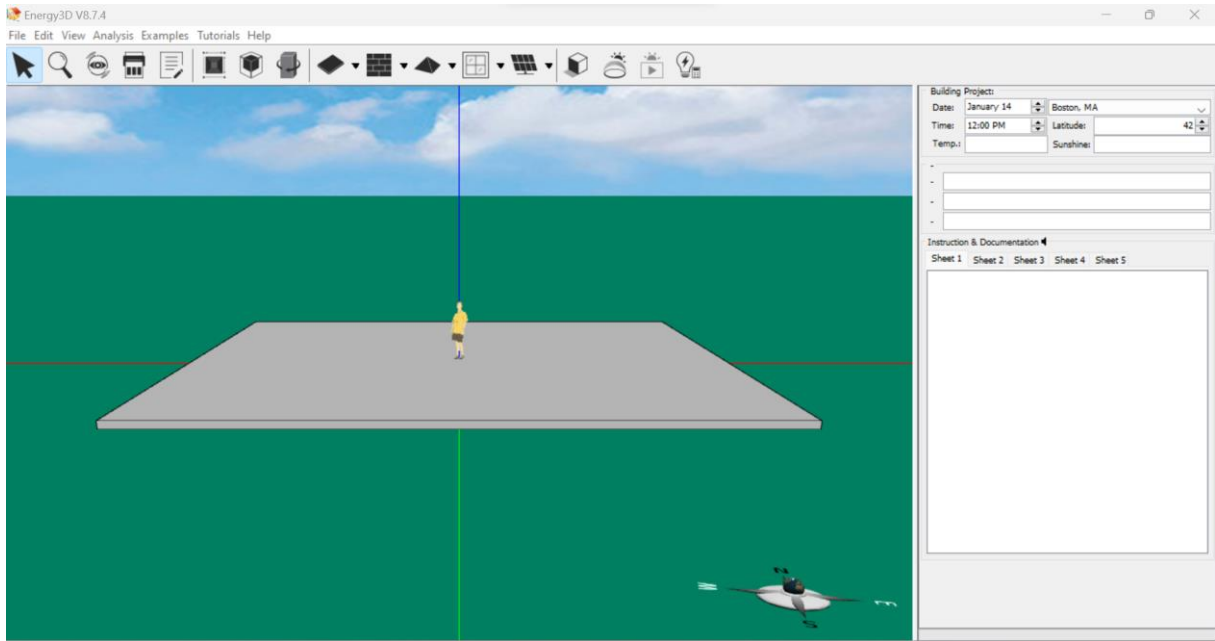 Energy3D V8.7.4
File Edit View Analysis Examples Tutorials Help
Building Project:
Date: January 14 Boston, MA
Time: 12:00 PM Latitude: 42
Temp.: Sunshine:
-
-
-
-
Instruction & Documentation
Sheet 1 Sheet 2 Sheet 3 Sheet 4 Sheet 5
N
W
E
S